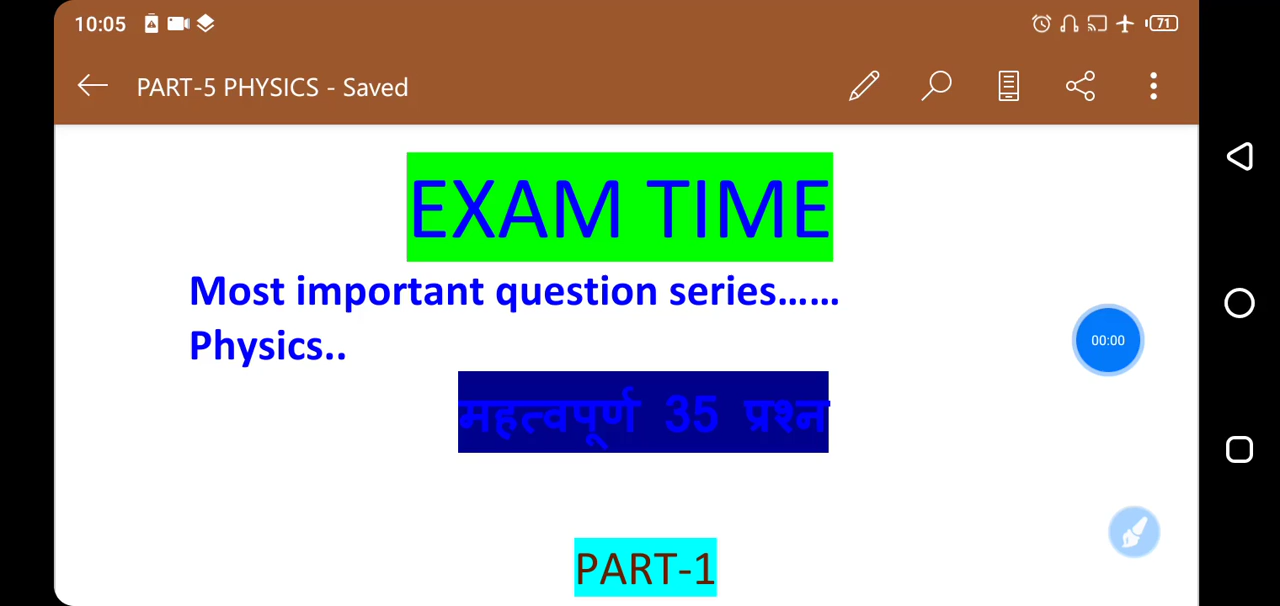 10:05
71
PART-5 PHYSICS - Saved
EXAM TIME
Most important question series......
Physics..
00:00
महत्वपूर्ण 35 प्रश्न
PART-1